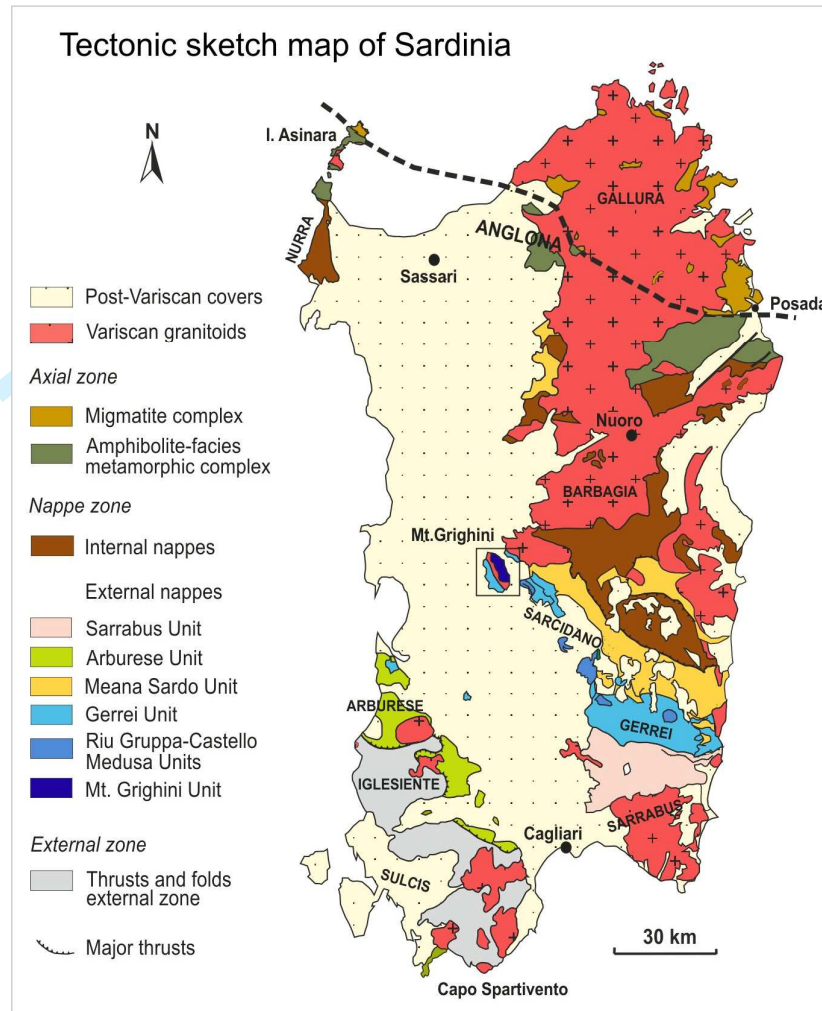 Tectonic sketch map of Sardinia
N
I. Asinara
NURRA
ANGLONA
GALLURA
Sassari
Posada
Nuoro
BARBAGIA
Mt.Grighini
SARCIDANO
ARBURESE
GERREI
IGLESIENTE
SARRABUS
Cagliari
SULCIS
30 km
Capo Spartivento
Post-Variscan covers
Variscan granitoids
Axial zone
Migmatite complex
Amphibolite-facies
metamorphic complex
Nappe zone
Internal nappes
External nappes
Sarrabus Unit
Arburese Unit
Meana Sardo Unit
Gerrei Unit
Riu Gruppa-Castello
Medusa Units
Mt. Grighini Unit
External zone
Thrusts and folds
external zone
Major thrusts